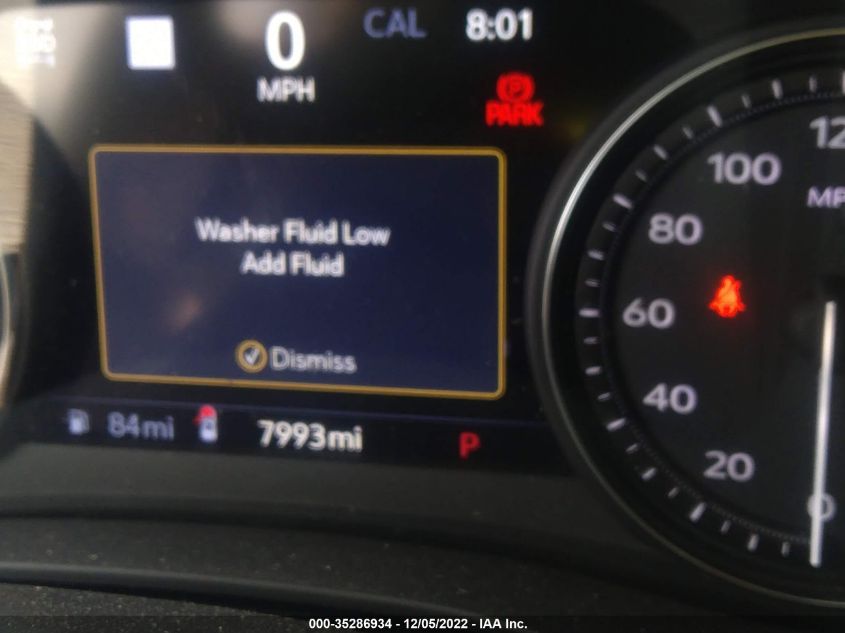 0
CAL
8:01
MPH
PARK
Washer Fluid Low
Add Fluid
Dismiss
84mi
7993mi
P
100
80
60
40
20
0
000-35286934 - 12/05/2022 - IAA Inc.